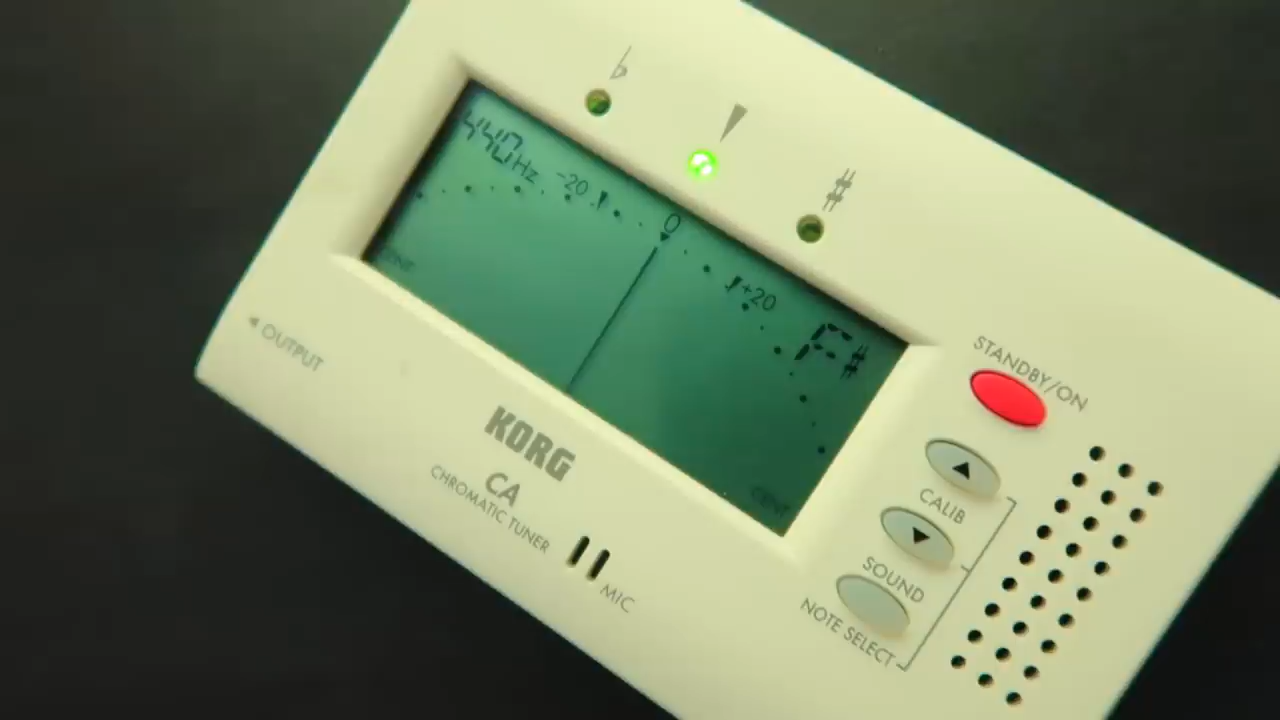 ♭
♯
440Hz
-20
0
+20
F♯
CENT
CENT
OUTPUT
KORG
CA
CHROMATIC TUNER
MIC
STANDBY/ON
CALIB
SOUND
NOTE SELECT